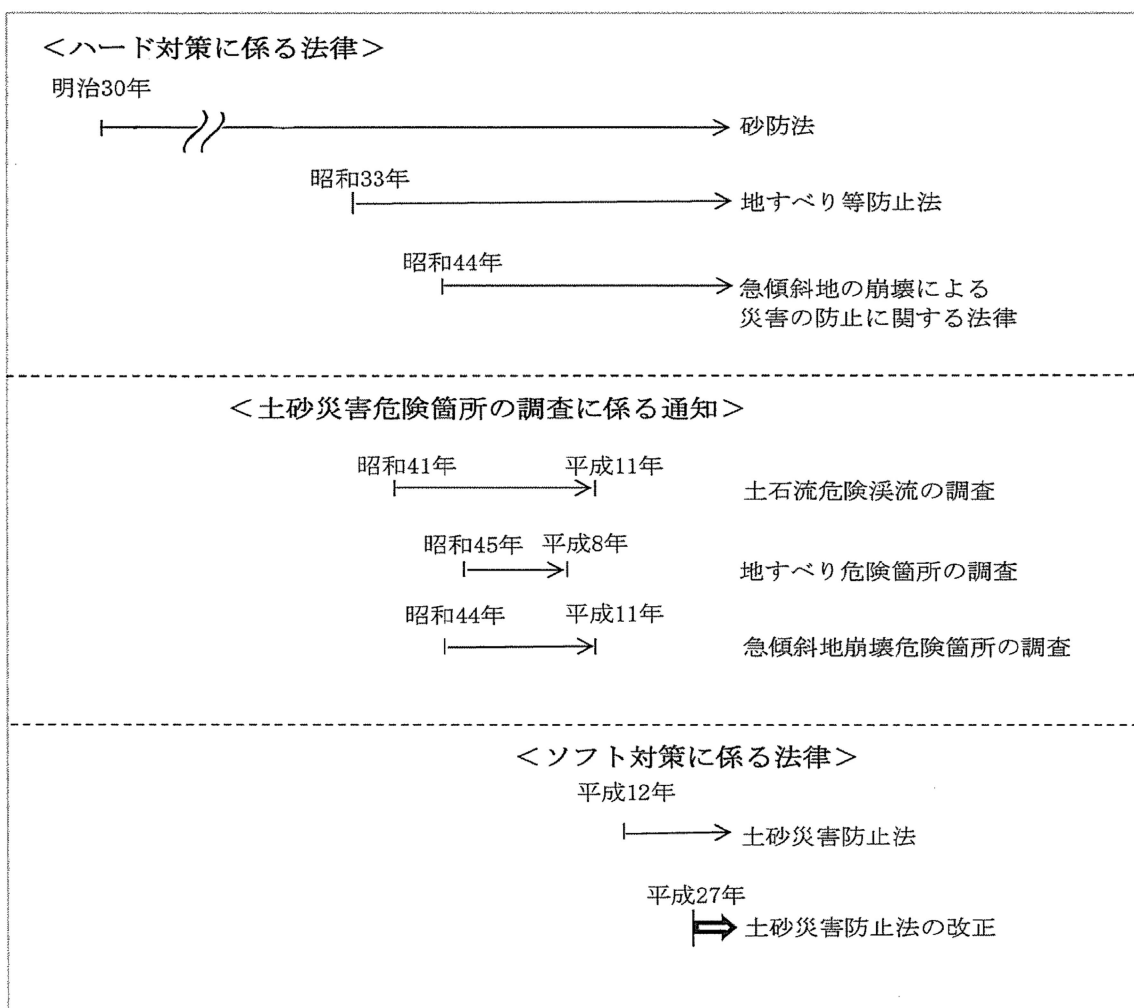 ＜ハード対策に係る法律＞
明治30年
砂防法
昭和33年
地すべり等防止法
昭和44年
急傾斜地の崩壊による
災害の防止に関する法律
＜土砂災害危険箇所の調査に係る通知＞
昭和41年 平成11年
土石流危険渓流の調査
昭和45年 平成8年
地すべり危険箇所の調査
昭和44年 平成11年
急傾斜地崩壊危険箇所の調査
＜ソフト対策に係る法律＞
平成12年
土砂災害防止法
平成27年
土砂災害防止法の改正